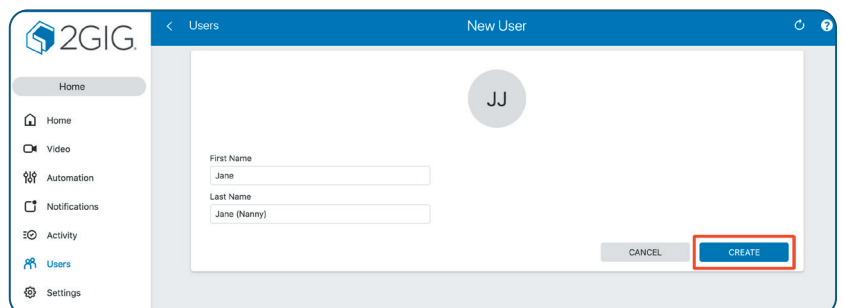 2GIG.
Users
New User
Home
JJ
Home
Video
First Name
Jane
Automation
Last Name
Jane (Nanny)
Notifications
Activity
CANCEL
CREATE
Users
Settings